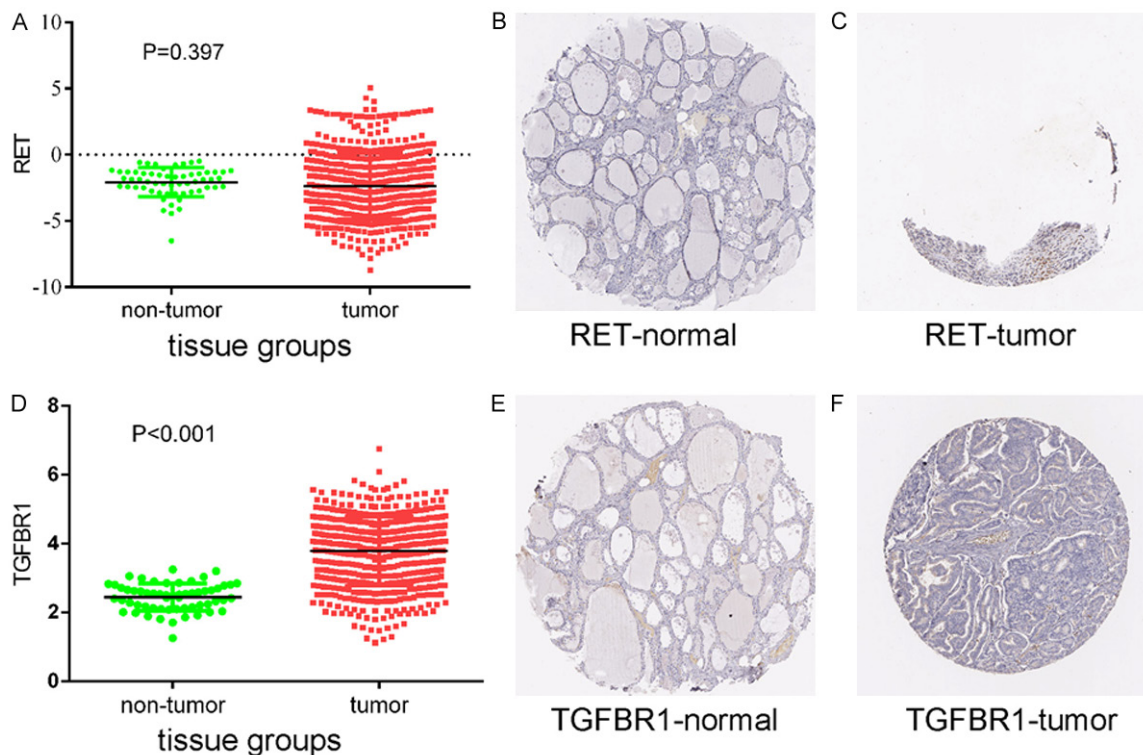 A
10
5
0
-5
-10
RET
P=0.397
non-tumor
tumor
tissue groups
B
RET-normal
C
RET-tumor
D
8
6
4
2
0
TGFBR1
P<0.001
non-tumor
tumor
tissue groups
E
TGFBR1-normal
F
TGFBR1-tumor